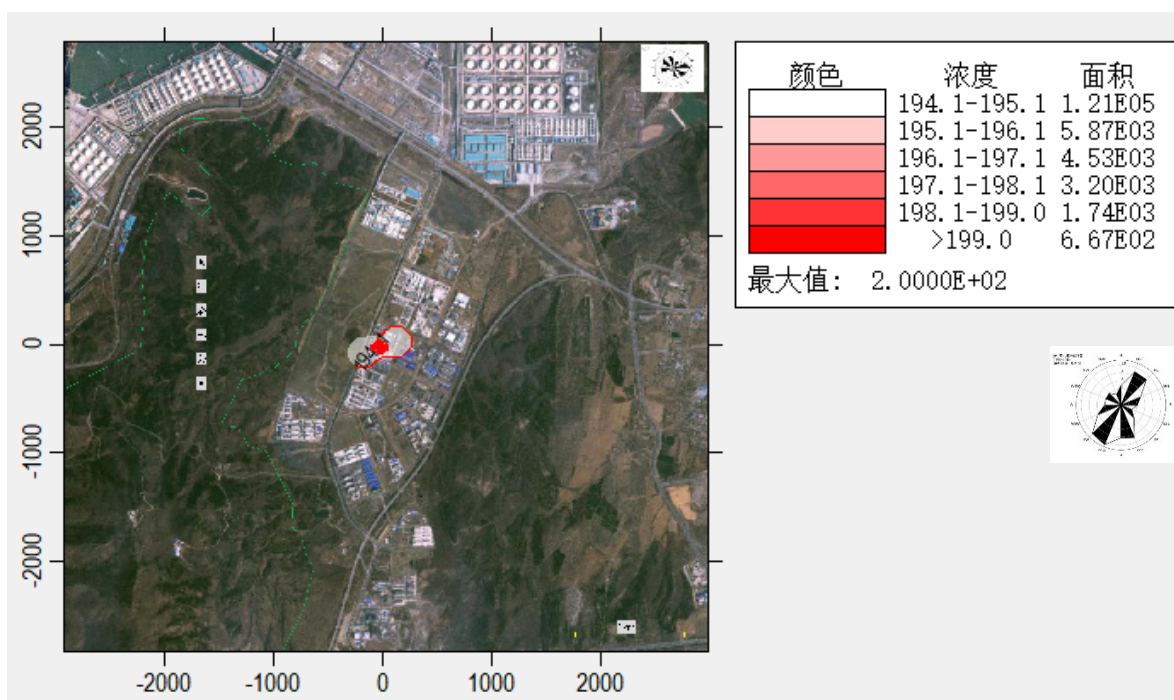 颜色 浓度 面积
194.1-195.1 1.21E05
195.1-196.1 5.87E03
196.1-197.1 4.53E03
197.1-198.1 3.20E03
198.1-199.0 1.74E03
>199.0 6.67E02
最大值: 2.0000E+02
2000
1000
0
-1000
-2000
-2000 -1000 0 1000 2000